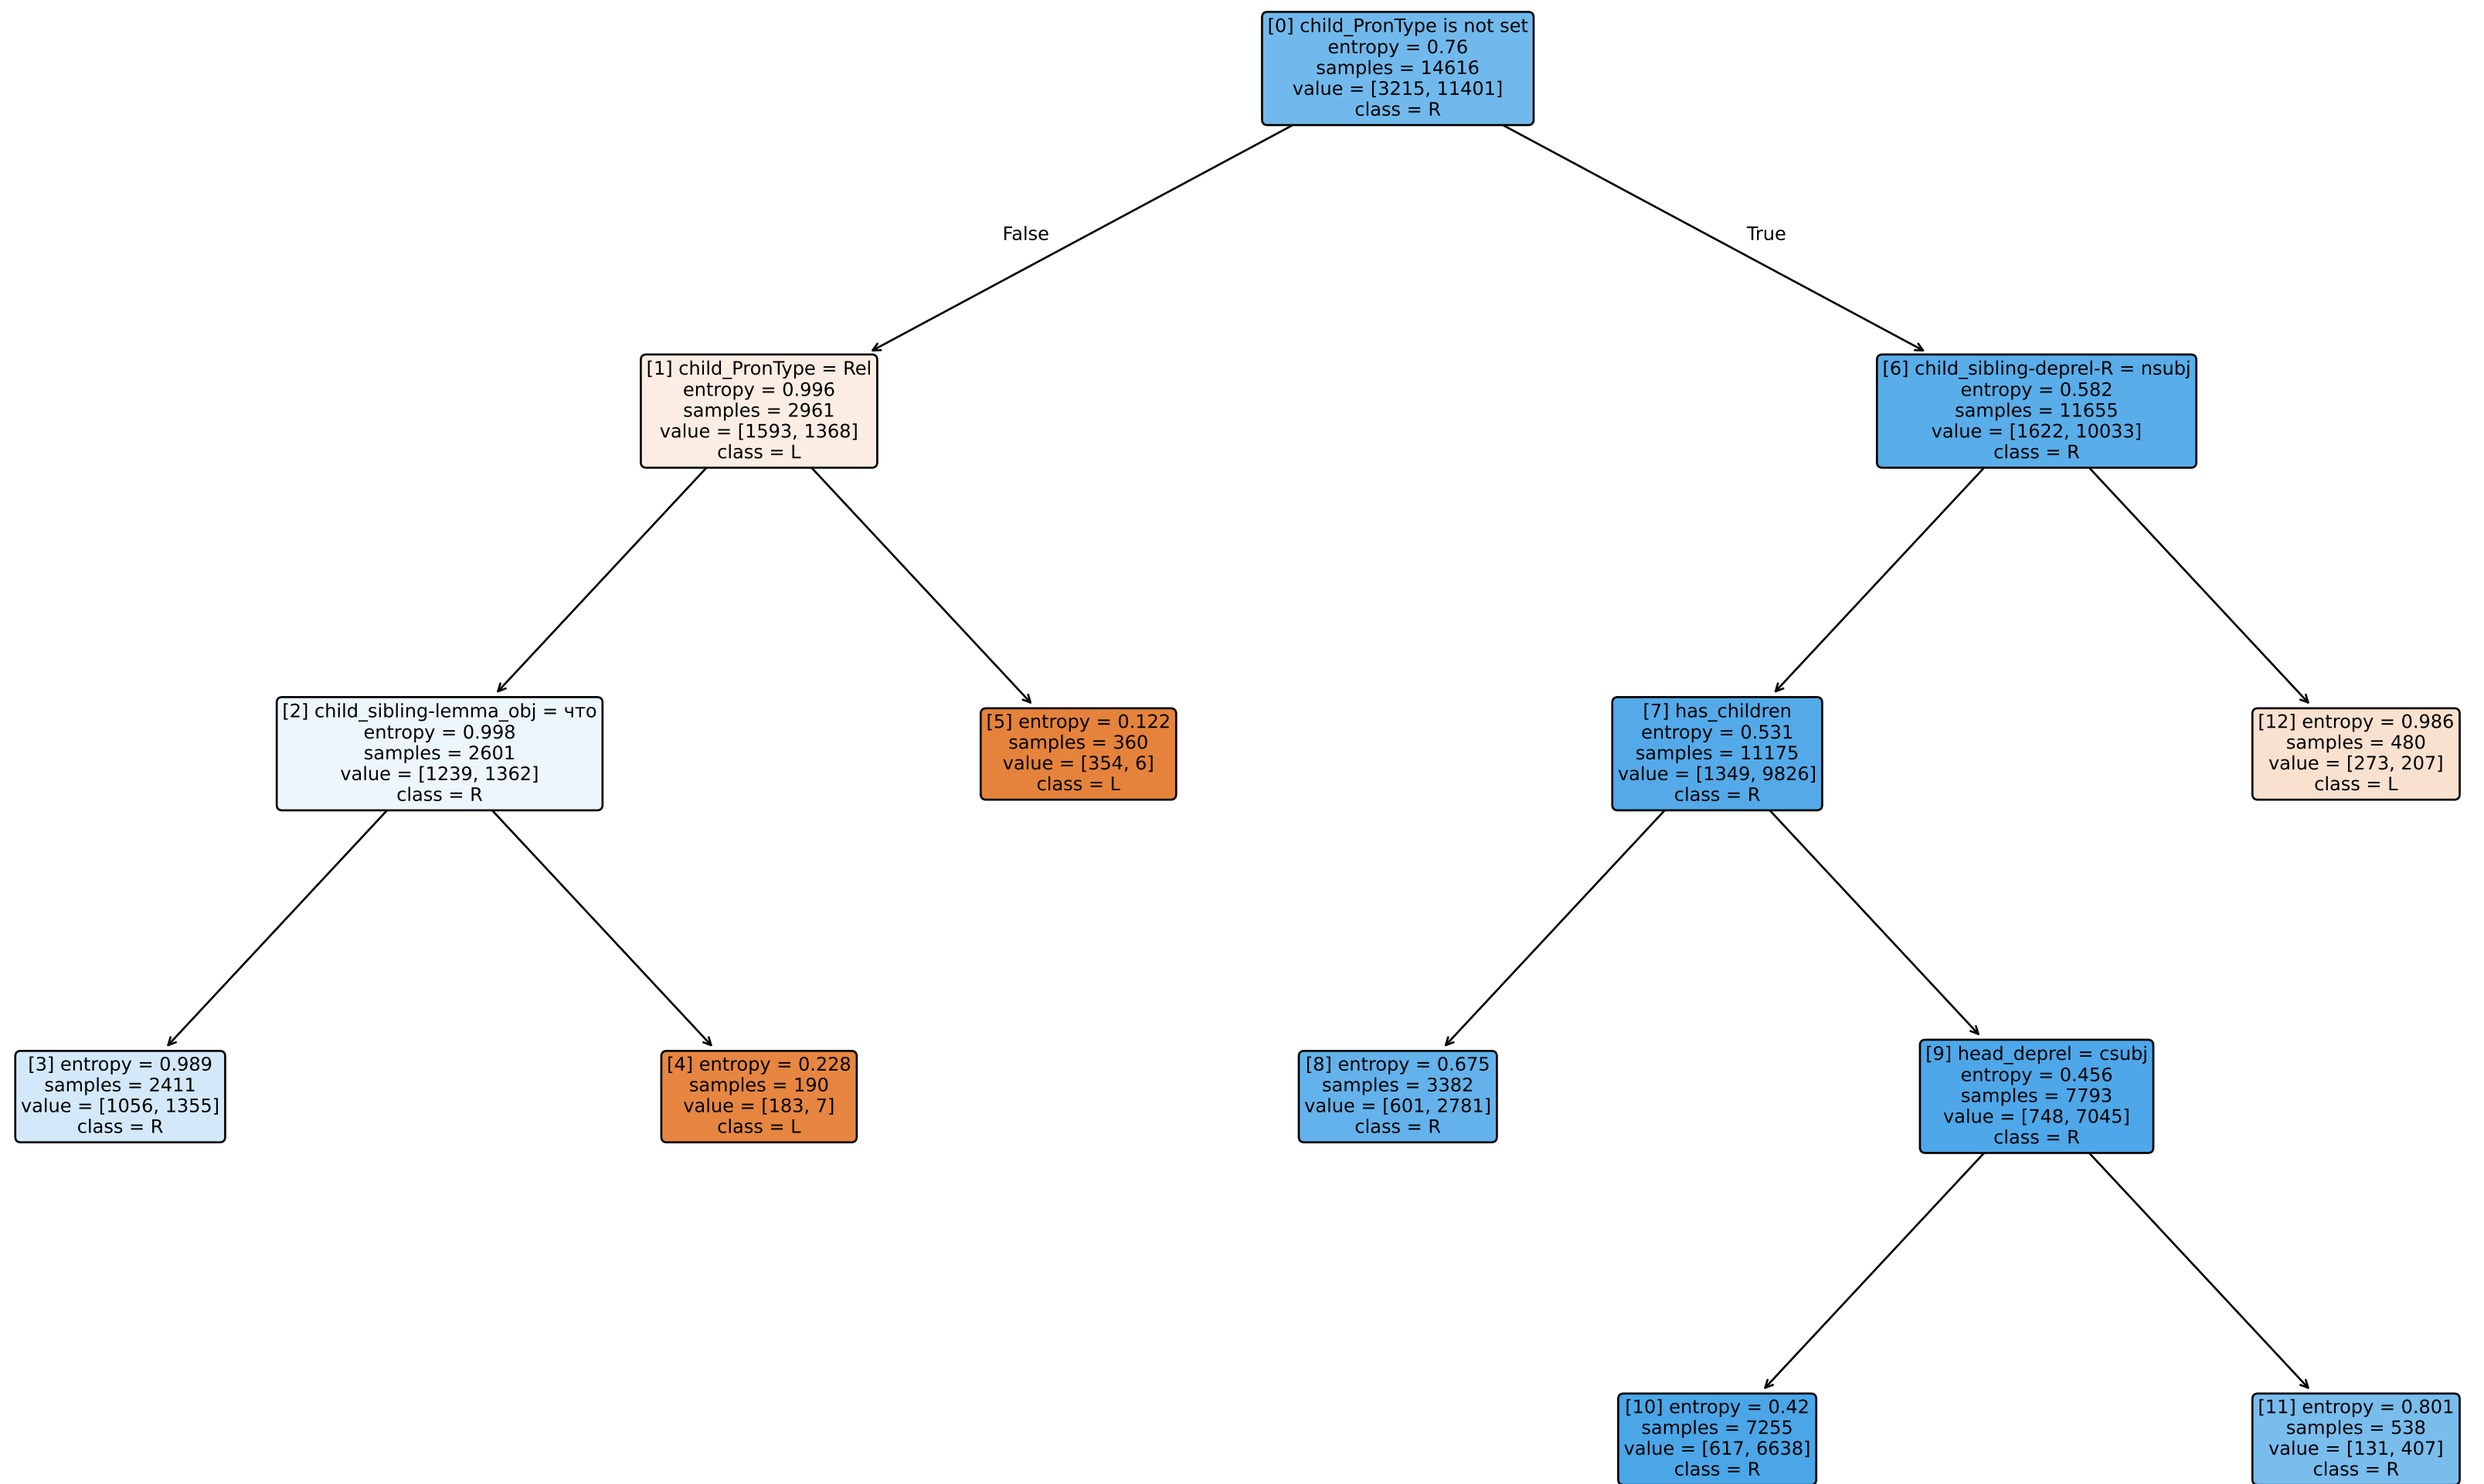 [0] child_PronType is not set
entropy = 0.76
samples = 14616
value = [3215, 11401]
class = R
False
True
[1] child_PronType = Rel
entropy = 0.996
samples = 2961
value = [1593, 1368]
class = L
[6] child_sibling-deprel-R = nsubj
entropy = 0.582
samples = 11655
value = [1622, 10033]
class = R
[2] child_sibling-lemma_obj = что
entropy = 0.998
samples = 2601
value = [1239, 1362]
class = R
[5] entropy = 0.122
samples = 360
value = [354, 6]
class = L
[7] has_children
entropy = 0.531
samples = 11175
value = [1349, 9826]
class = R
[12] entropy = 0.986
samples = 480
value = [273, 207]
class = L
[3] entropy = 0.989
samples = 2411
value = [1056, 1355]
class = R
[4] entropy = 0.228
samples = 190
value = [183, 7]
class = L
[8] entropy = 0.675
samples = 3382
value = [601, 2781]
class = R
[9] head_deprel = csubj
entropy = 0.456
samples = 7793
value = [748, 7045]
class = R
[10] entropy = 0.42
samples = 7255
value = [617, 6638]
class = R
[11] entropy = 0.801
samples = 538
value = [131, 407]
class = R